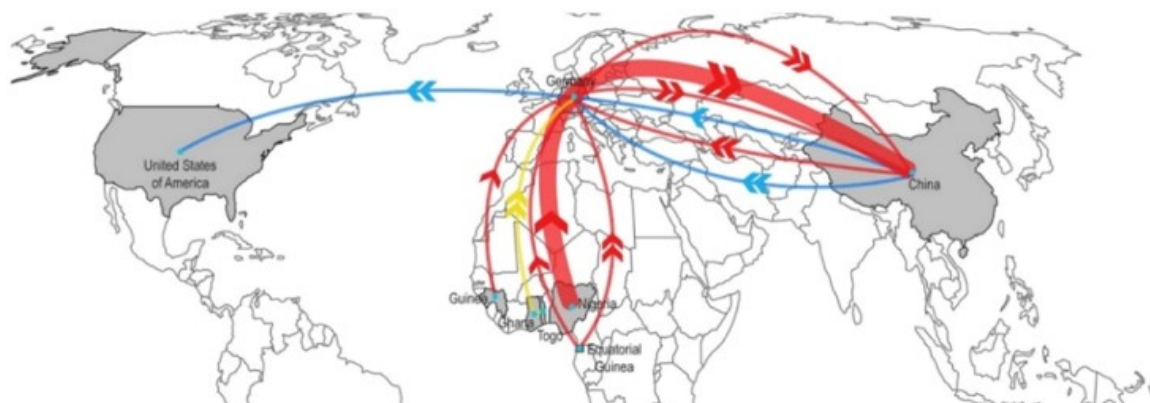 Germany
United States
of America
China
Guinea
Nigeria
Ghana
Togo
Equatorial
Guinea